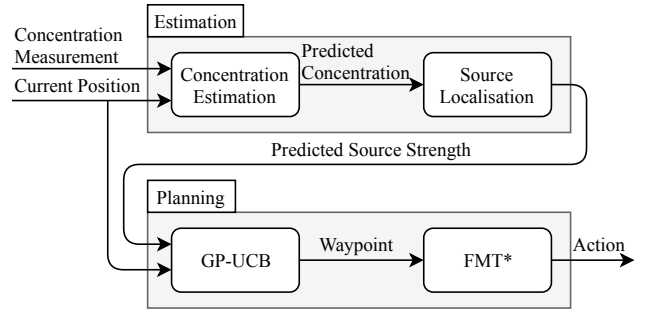 Estimation
Concentration
Measurement
Current Position
Concentration
Estimation
Predicted
Concentration
Source
Localisation
Predicted Source Strength
Planning
GP-UCB
Waypoint
FMT*
Action